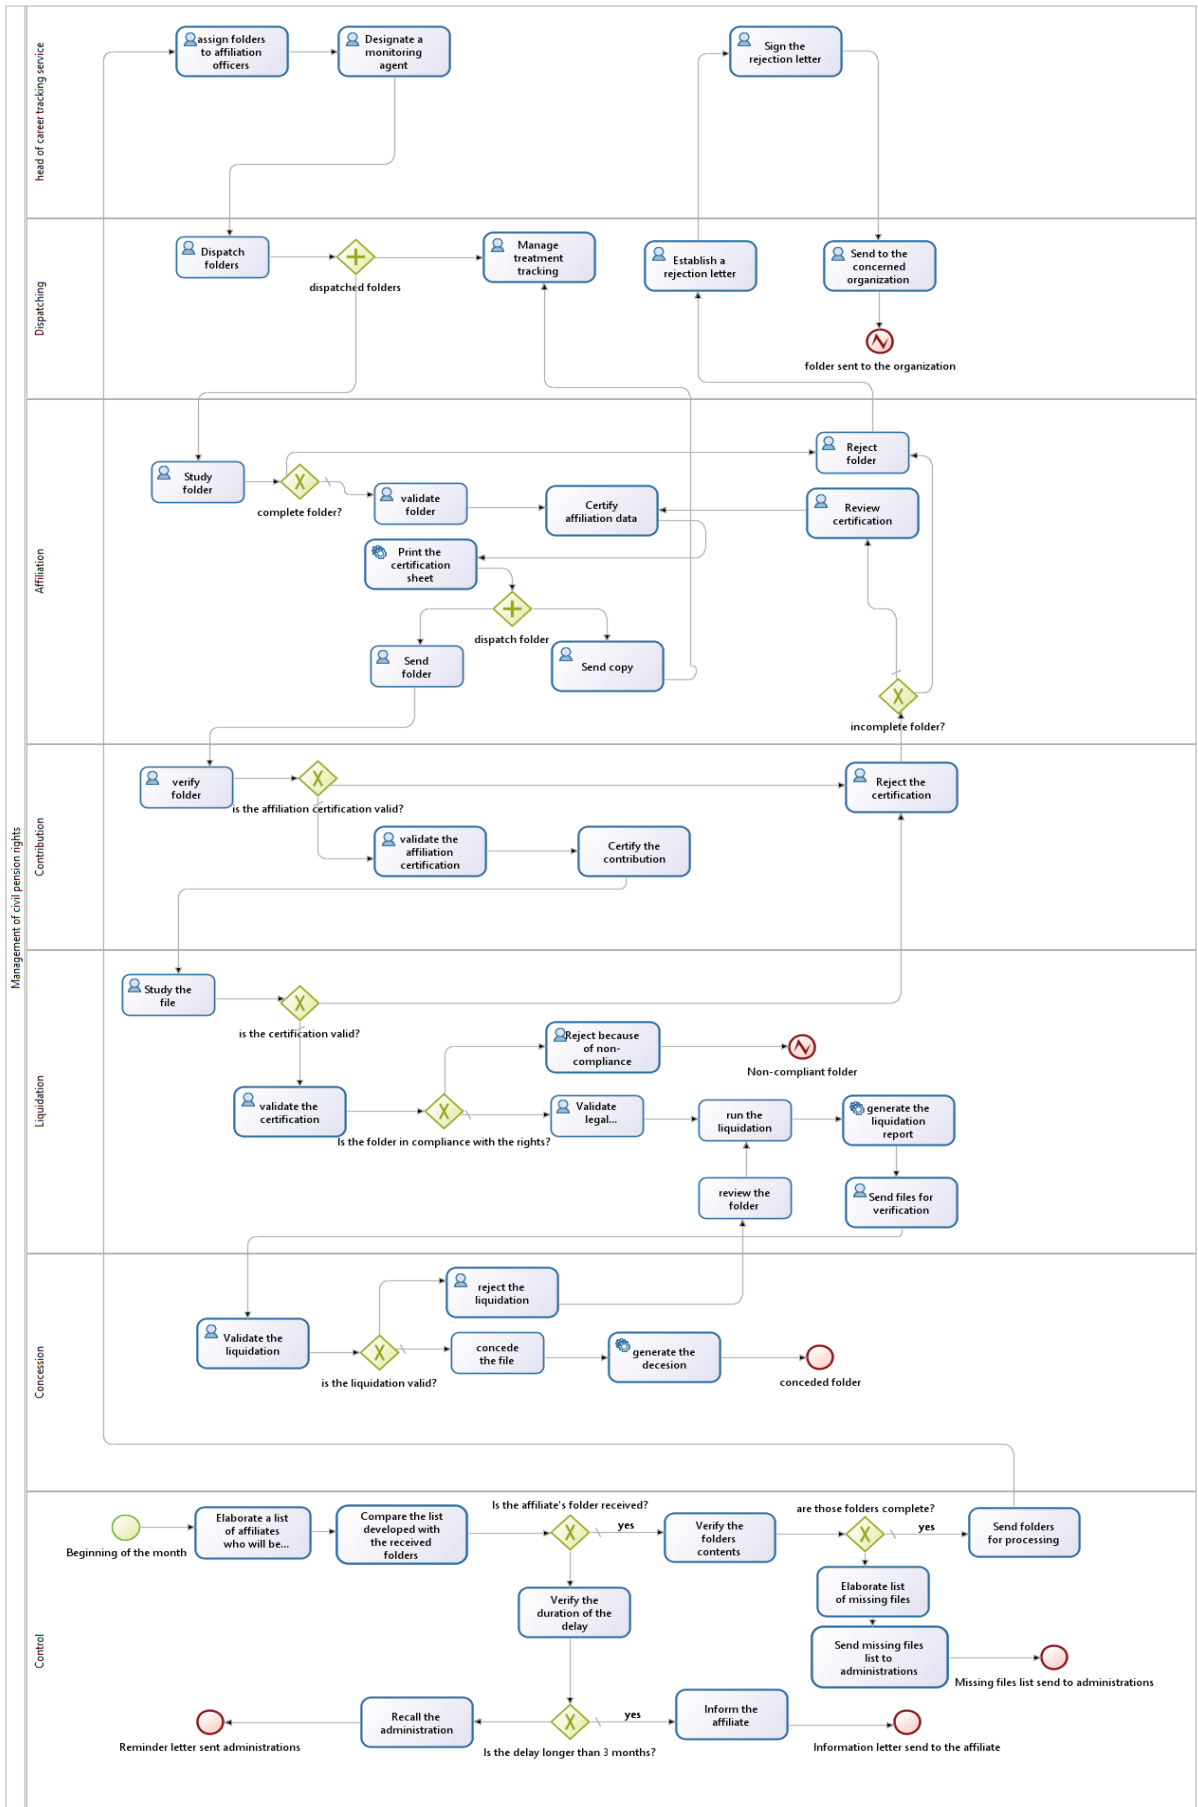 Management of civil pension rights
head of career tracking service
assign folders
to affiliation
officers
Designate a
monitoring
agent
Sign the
rejection letter
Dispatching
Dispatch
folders
dispatched folders
Manage
treatment
tracking
Establish a
rejection letter
Send to the
concerned
organization
folder sent to the organization
Affiliation
Study
folder
complete folder?
validate
folder
Certify
affiliation data
Reject
folder
Review
certification
Print the
certification
sheet
dispatch folder
Send
folder
Send copy
incomplete folder?
Contribution
verify
folder
is the affiliation certification valid?
Reject the
certification
validate the
affiliation
certification
Certify the
contribution
Liquidation
Study the
file
is the certification valid?
Reject because
of non-
compliance
Non-compliant folder
validate the
certification
Is the folder in compliance with the rights?
Validate
legal...
run the
liquidation
generate the
liquidation
report
review the
folder
Send files for
verification
Concession
reject the
liquidation
Validate the
liquidation
is the liquidation valid?
concede
the file
generate the
decesion
conceded folder
Control
Beginning of the month
Elaborate a list
of affiliates
who will be...
Compare the list
developed with
the received
folders
Is the affiliate's folder received?
yes
Verify the
folders
contents
are those folders complete?
yes
Send folders
for processing
Verify the
duration of the
delay
Elaborate list
of missing files
Send missing files
list to
administrations
Missing files list send to administrations
Reminder letter sent administrations
Recall the
administration
Is the delay longer than 3 months?
yes
Inform the
affiliate
Information letter send to the affiliate